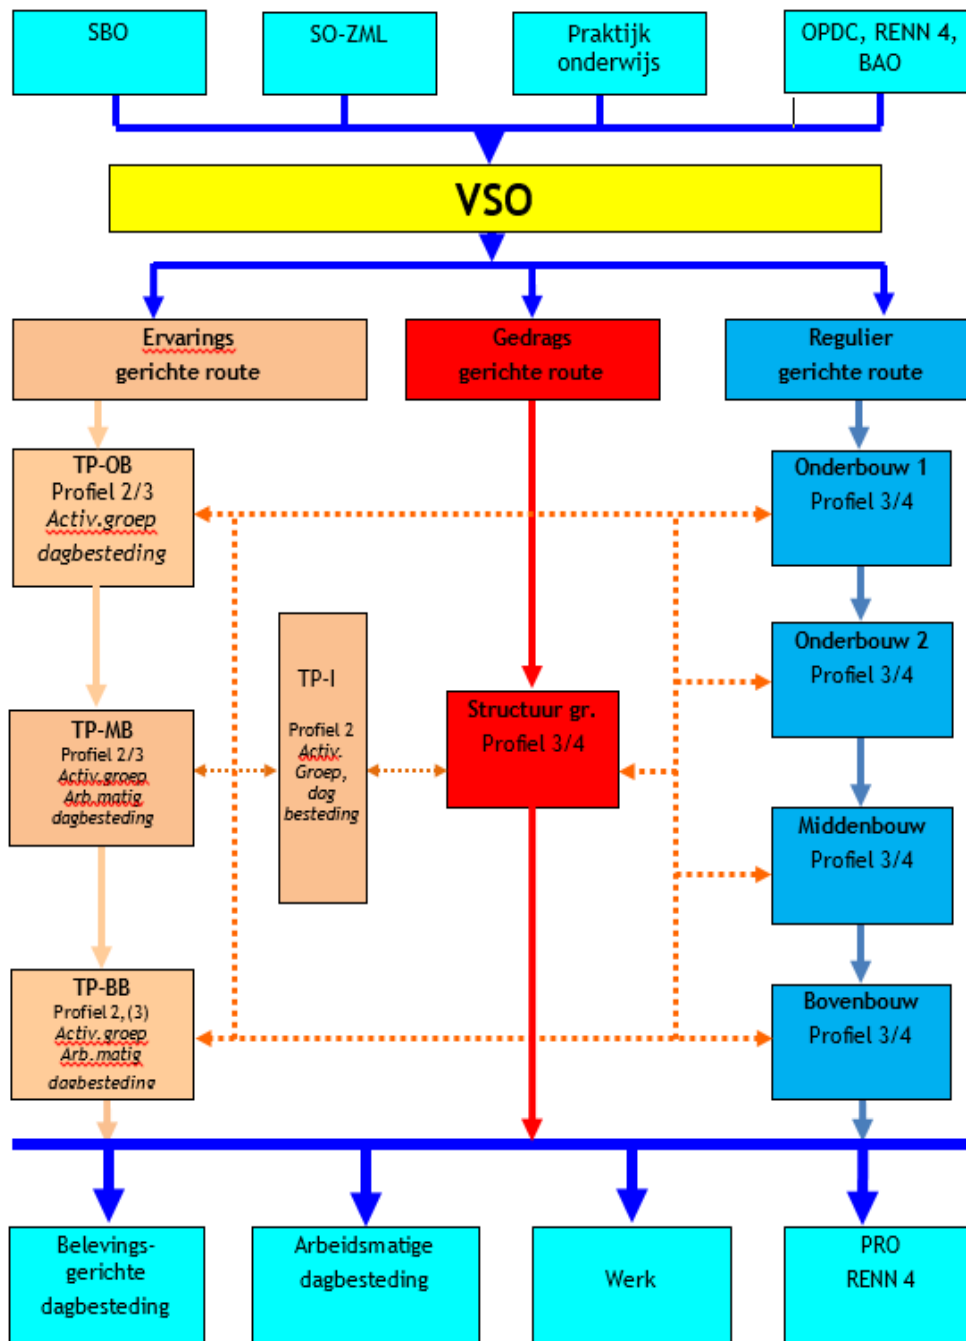 SBO
SO-ZML
Praktijk
onderwijs
OPDC, RENN 4,
BAO
VSO
Ervarings
gerichte route
Gedrags
gerichte route
Regulier
gerichte route
TP-OB
Profiel 2/3
Activ.groep
dagbesteding
Onderbouw 1
Profiel 3/4
TP-I
Profiel 2
Activ.
Groep,
dag
besteding
Onderbouw 2
Profiel 3/4
TP-MB
Profiel 2/3
Activ.groep
Arb.matig
dagbesteding
Structuur gr.
Profiel 3/4
Middenbouw
Profiel 3/4
TP-BB
Profiel 2,(3)
Activ.groep
Arb.matig
dagbesteding
Bovenbouw
Profiel 3/4
Belevings-
gerichte
dagbesteding
Arbeidsmatige
dagbesteding
Werk
PRO
RENN 4